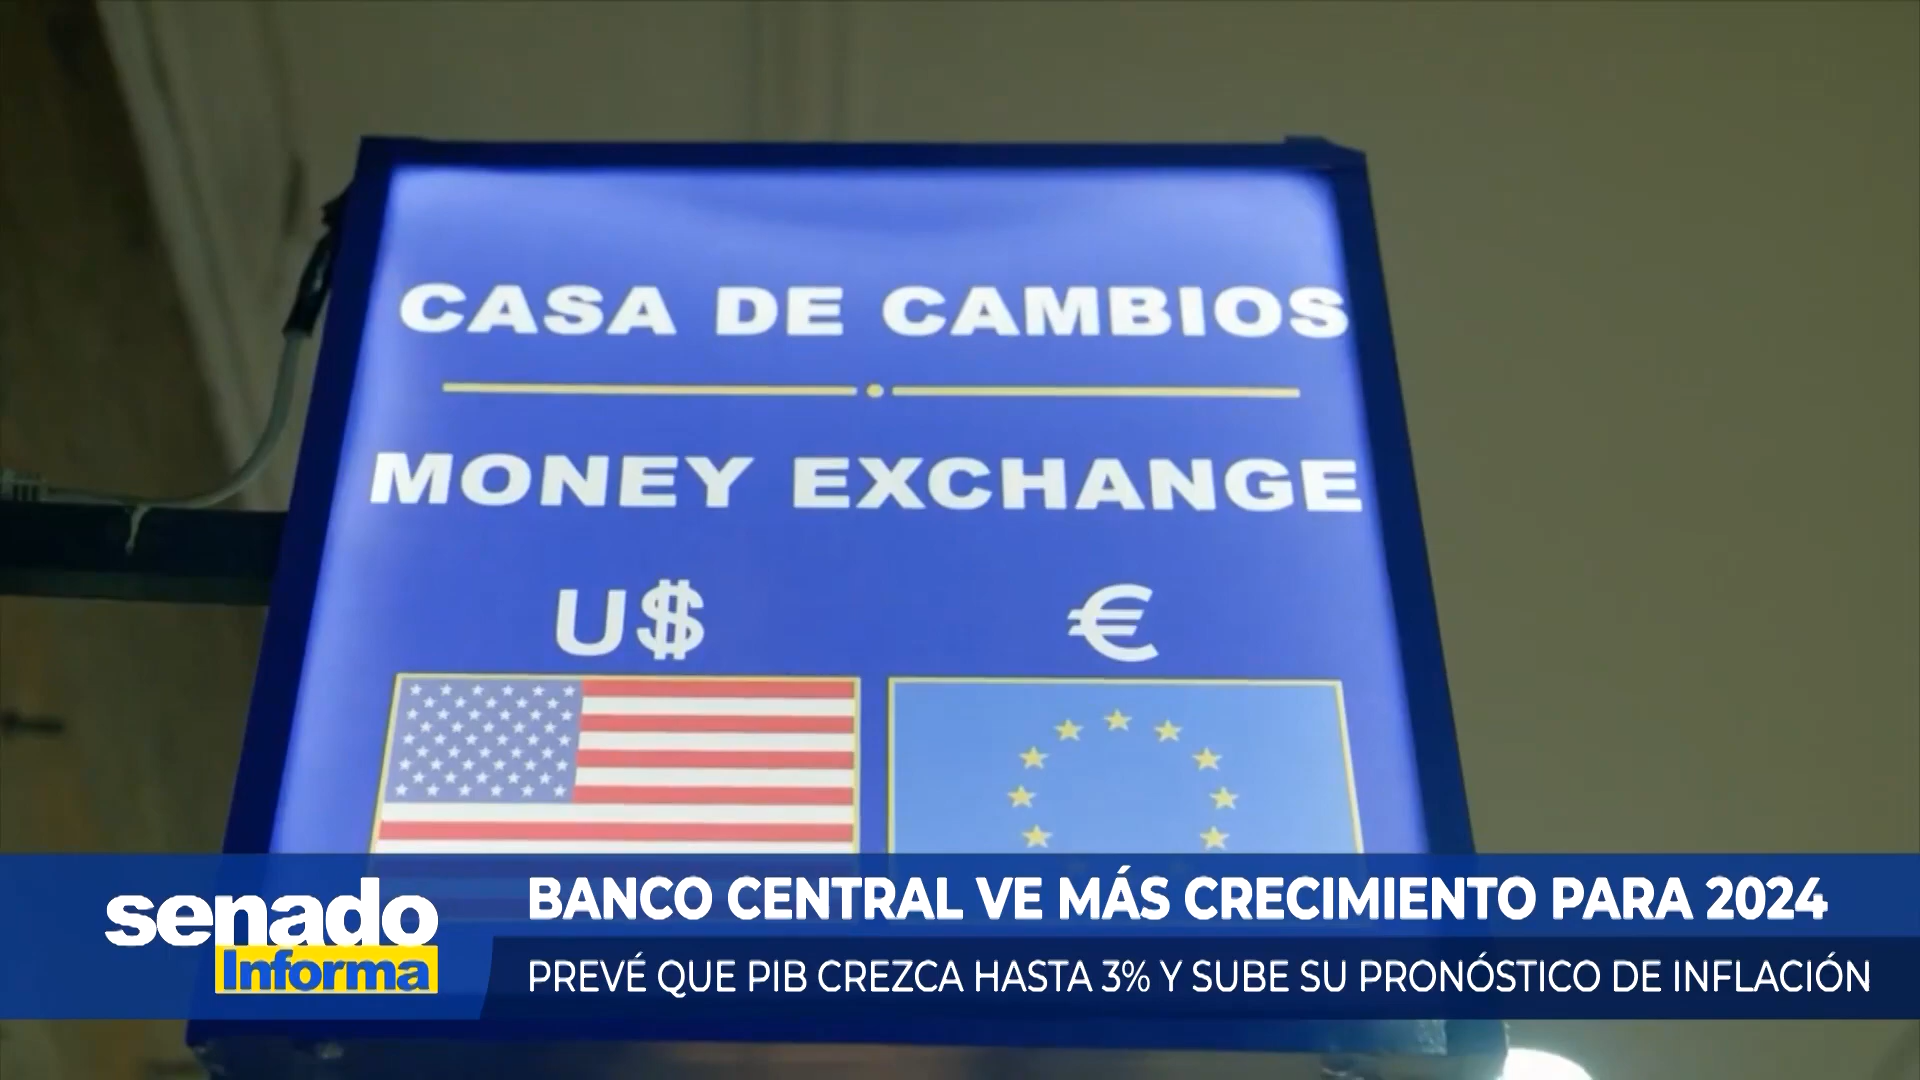 CASA DE CAMBIOS
MONEY EXCHANGE
U$ €
senado
Informa
BANCO CENTRAL VE MÁS CRECIMIENTO PARA 2024
PREVÉ QUE PIB CREZCA HASTA 3% Y SUBE SU PRONÓSTICO DE INFLACIÓN